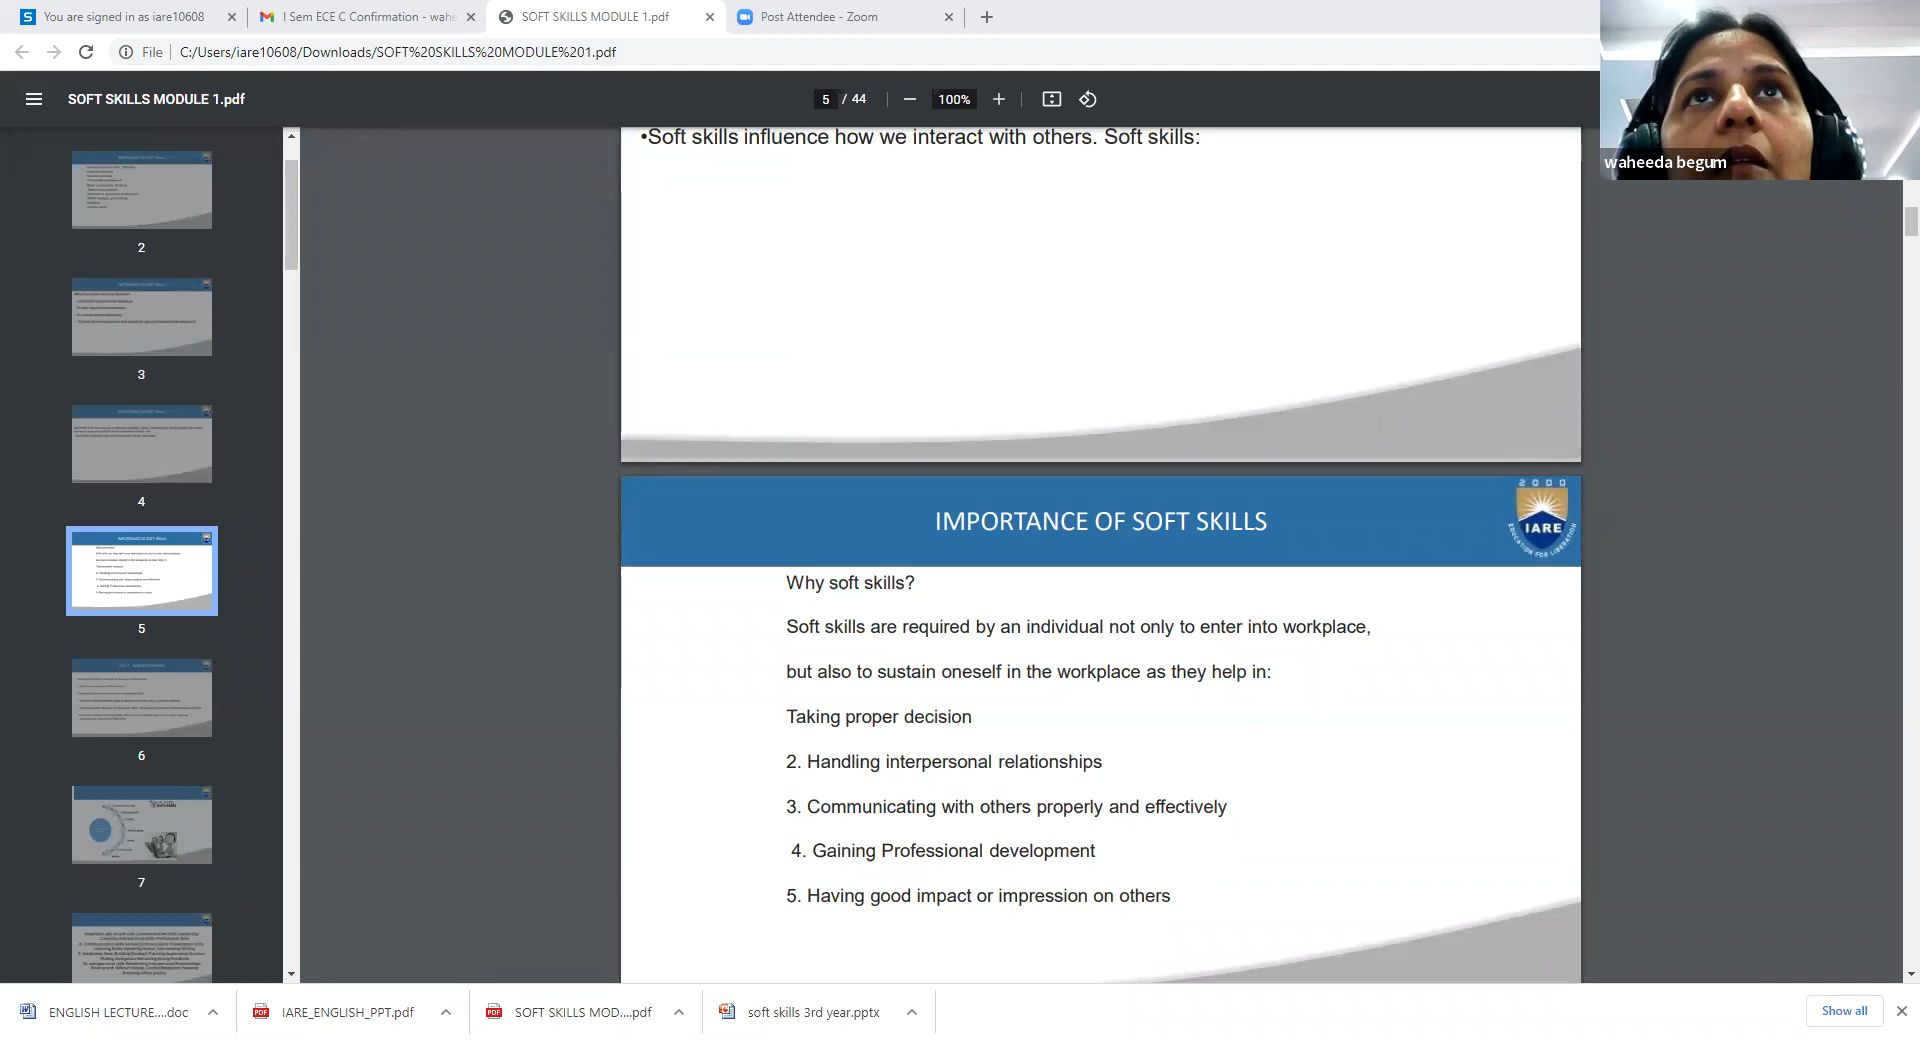 You are signed in as iare10608
I Sem ECE C Confirmation - wahe
SOFT SKILLS MODULE 1.pdf
Post Attendee - Zoom
File
C:/Users/iare10608/Downloads/SOFT%20SKILLS%20MODULE%201.pdf
SOFT SKILLS MODULE 1.pdf
5 / 44
100%
waheeda begum
•Soft skills influence how we interact with others. Soft skills:
2
3
4
5
6
7
IMPORTANCE OF SOFT SKILLS
2000
IARE
EDUCATION FOR LIBERATION
Why soft skills?
Soft skills are required by an individual not only to enter into workplace,
but also to sustain oneself in the workplace as they help in:
Taking proper decision
2. Handling interpersonal relationships
3. Communicating with others properly and effectively
4. Gaining Professional development
5. Having good impact or impression on others
ENGLISH LECTURE....doc
IARE_ENGLISH_PPT.pdf
SOFT SKILLS MOD....pdf
soft skills 3rd year.pptx
Show all